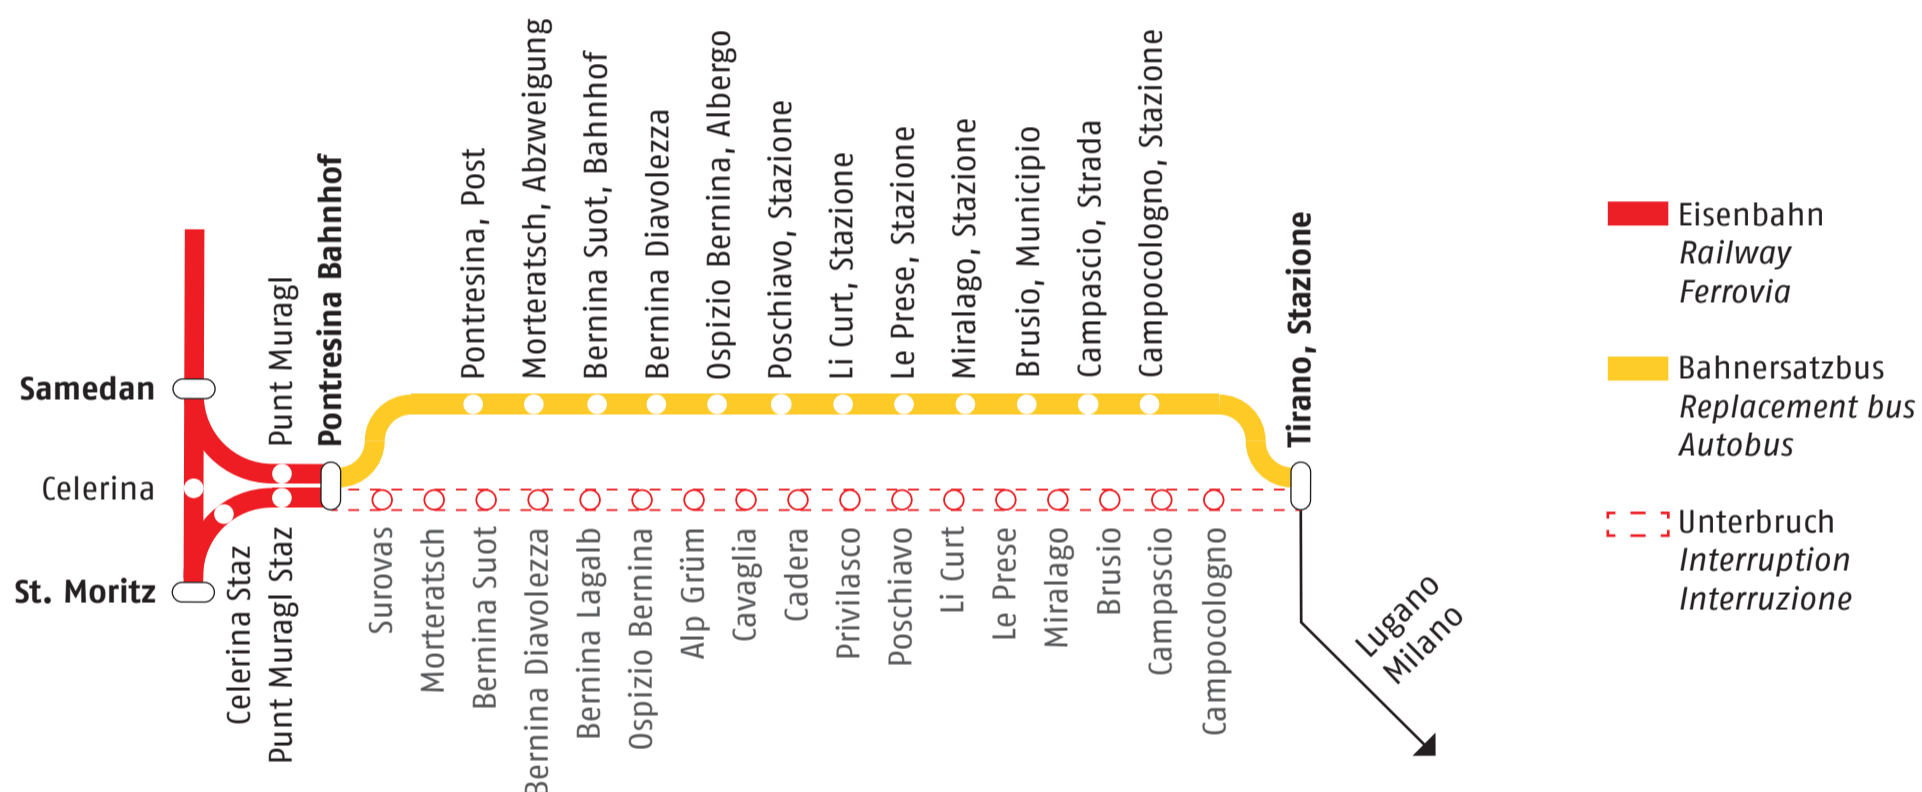 Samedan
Celerina
St. Moritz
Celerina Staz
Punt Muragl Staz
Punt Muragl
Pontresina Bahnhof
Pontresina, Post
Morteratsch, Abzweigung
Bernina Suot, Bahnhof
Bernina Diavolezza
Ospizio Bernina, Albergo
Poschiavo, Stazione
Li Curt, Stazione
Le Prese, Stazione
Miralago, Stazione
Brusio, Municipio
Campascio, Strada
Campocologno, Stazione
Tirano, Stazione
Surovas
Morteratsch
Bernina Suot
Bernina Diavolezza
Bernina Lagalb
Ospizio Bernina
Alp Grüm
Cavaglia
Cadera
Privilasco
Poschiavo
Li Curt
Le Prese
Miralago
Brusio
Campascio
Campocologno
Lugano
Milano
Eisenbahn
Railway
Ferrovia
Bahnersatzbus
Replacement bus
Autobus
Unterbruch
Interruption
Interruzione